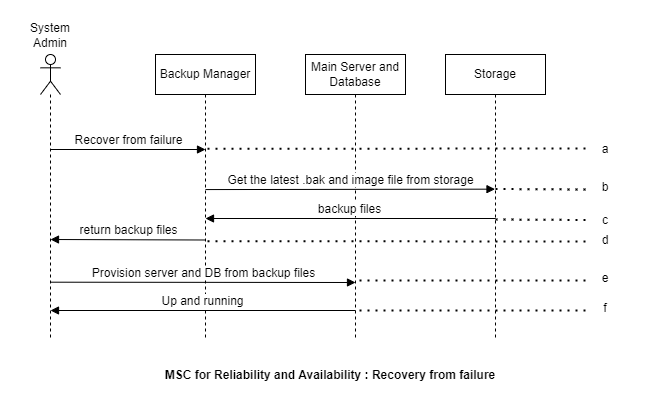 System
Admin
Backup Manager
Main Server and
Database
Storage
Recover from failure
a
Get the latest .bak and image file from storage
b
backup files
c
return backup files
d
Provision server and DB from backup files
e
Up and running
f
MSC for Reliability and Availability : Recovery from failure